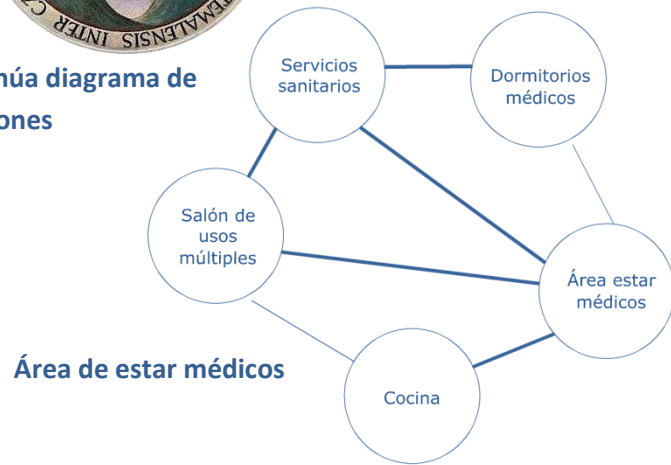 INTER
núa diagrama de
ones
Servicios
sanitarios
Dormitorios
médicos
Salón de
usos
múltiples
Área estar
médicos
Cocina
Área de estar médicos